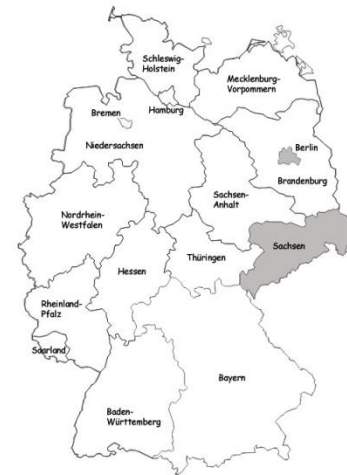 Schleswig-
Holstein
Mecklenburg-
Vorpommern
Hamburg
Bremen
Niedersachsen
Berlin
Brandenburg
Sachsen-
Anhalt
Nordrhein-
Westfalen
Sachsen
Thüringen
Hessen
Rheinland-
Pfalz
Saarland
Bayern
Baden-
Württemberg